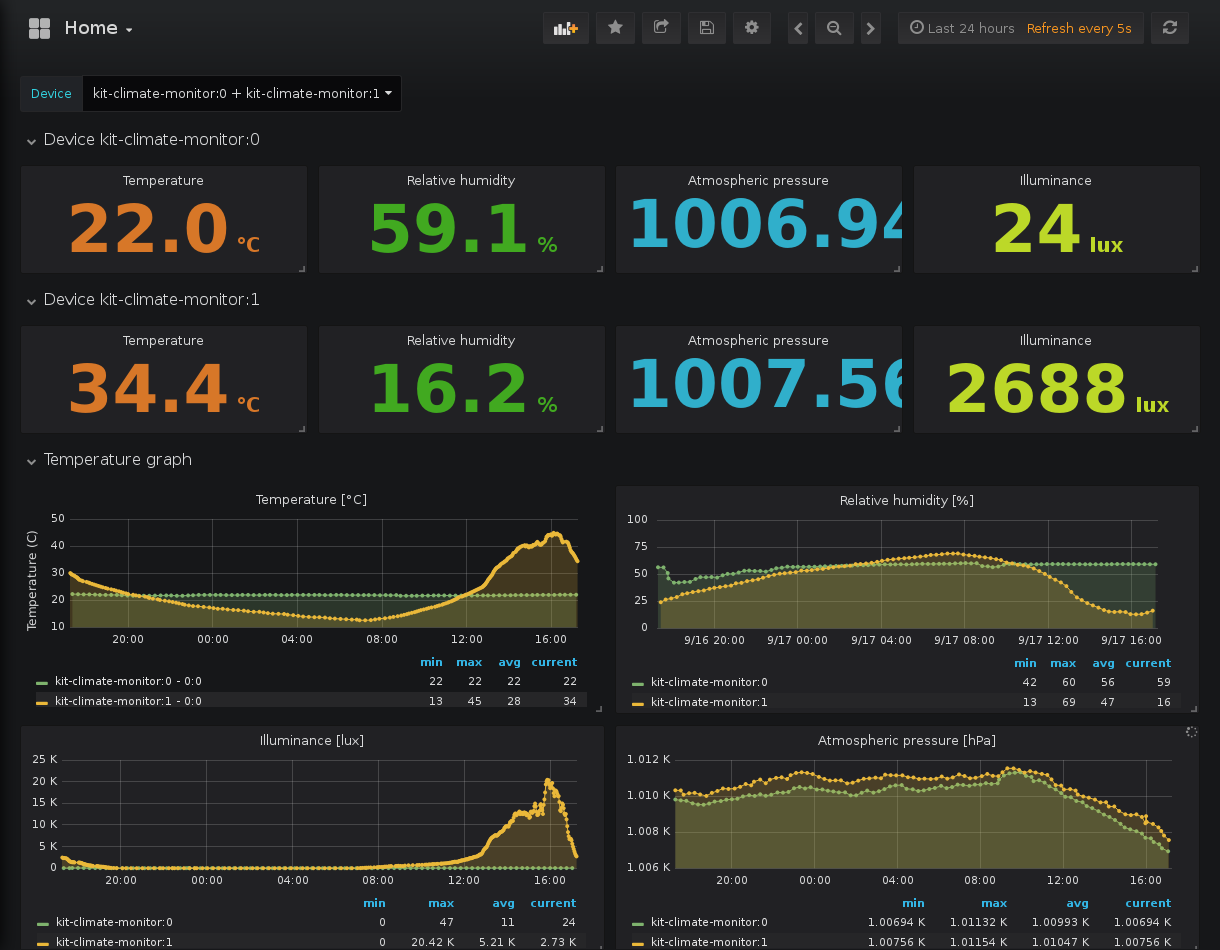 Home
Last 24 hours Refresh every 5s
Device kit-climate-monitor:0 + kit-climate-monitor:1
Device kit-climate-monitor:0
Temperature Relative humidity Atmospheric pressure Illuminance
22.0 °C 59.1 % 1006.94 24 lux
Device kit-climate-monitor:1
Temperature Relative humidity Atmospheric pressure Illuminance
34.4 °C 16.2 % 1007.56 2688 lux
Temperature graph
Temperature [°C]
Temperature (C)
50
40
30
20
10
20:00 00:00 04:00 08:00 12:00 16:00
min max avg current
kit-climate-monitor:0 - 0:0 22 22 22 22
kit-climate-monitor:1 - 0:0 13 45 28 34
Relative humidity [%]
100
75
50
25
0
9/16 20:00 9/17 00:00 9/17 04:00 9/17 08:00 9/17 12:00 9/17 16:00
min max avg current
kit-climate-monitor:0 42 60 56 59
kit-climate-monitor:1 13 69 47 16
Illuminance [lux]
25 K
20 K
15 K
10 K
5 K
0
20:00 00:00 04:00 08:00 12:00 16:00
min max avg current
kit-climate-monitor:0 0 47 11 24
kit-climate-monitor:1 0 20.42 K 5.21 K 2.73 K
Atmospheric pressure [hPa]
1.012 K
1.010 K
1.008 K
1.006 K
20:00 00:00 04:00 08:00 12:00 16:00
min max avg current
kit-climate-monitor:0 1.00694 K 1.01132 K 1.00993 K 1.00694 K
kit-climate-monitor:1 1.00756 K 1.01154 K 1.01047 K 1.00756 K